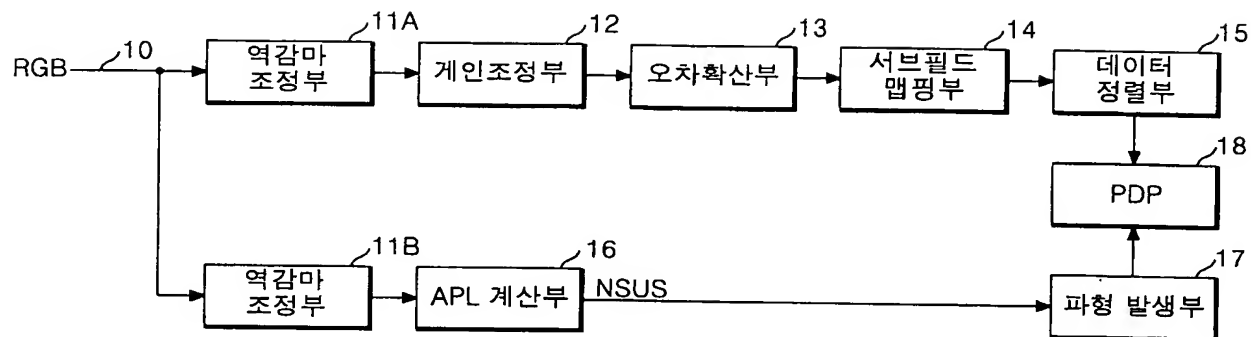 11A
12
13
14
15
RGB
10
역감마
조정부
게인조정부
오차확산부
서브필드
맵핑부
데이터
정렬부
18
PDP
11B
16
17
역감마
조정부
APL 계산부
NSUS
파형 발생부